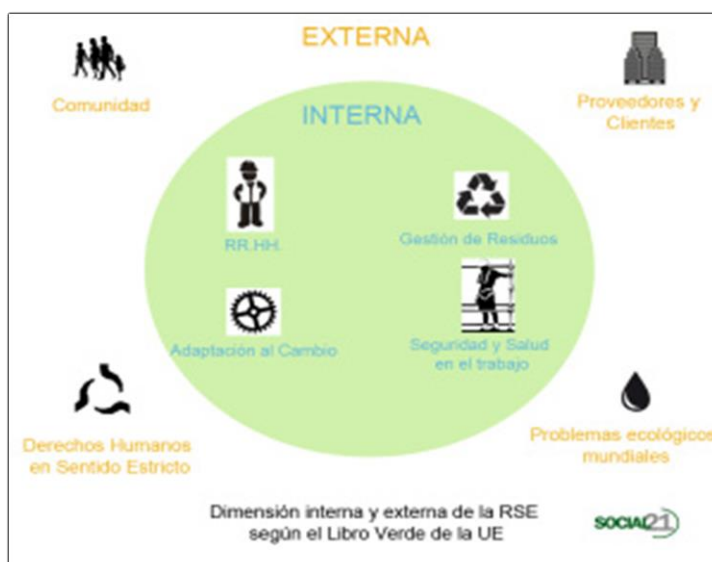 EXTERNA
Comunidad
Proveedores y
Clientes
INTERNA
RR.HH.
Gestión de Residuos
Adaptación al Cambio
Seguridad y Salud
en el trabajo
Derechos Humanos
en Sentido Estricto
Problemas ecológicos
mundiales
Dimensión interna y externa de la RSE
según el Libro Verde de la UE
SOCIAL21